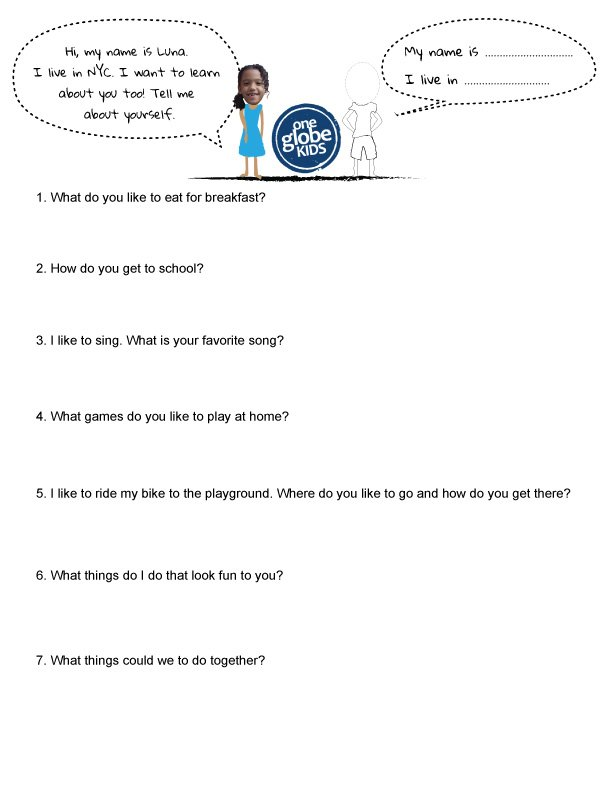 Hi, my name is Luna.
I live in NYC. I want to learn
about you too! Tell me
about yourself.
My name is ..............................
I live in .............................
one
globe
KIDS
1. What do you like to eat for breakfast?
2. How do you get to school?
3. I like to sing. What is your favorite song?
4. What games do you like to play at home?
5. I like to ride my bike to the playground. Where do you like to go and how do you get there?
6. What things do I do that look fun to you?
7. What things could we to do together?